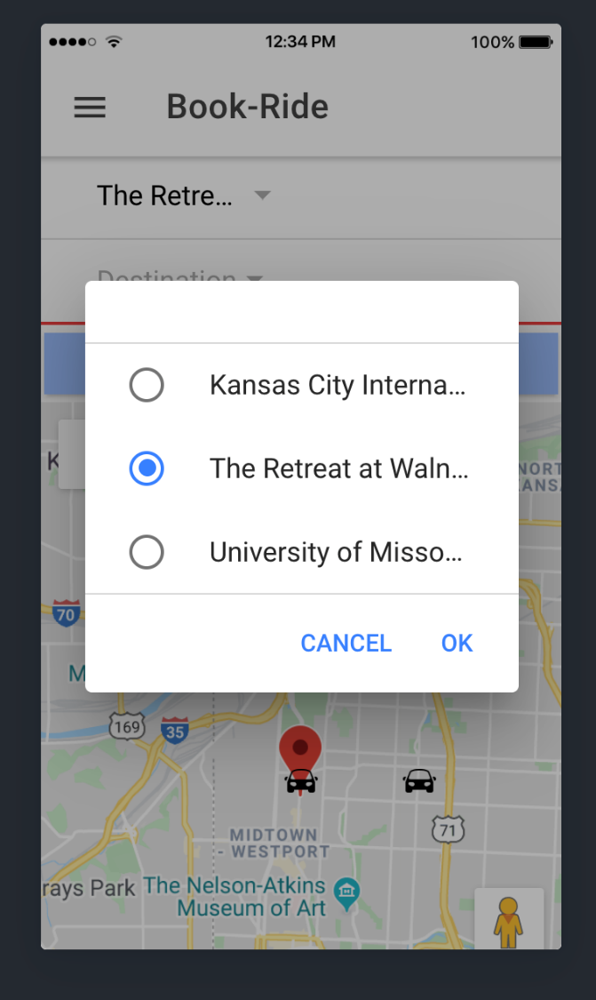 12:34 PM 100%
Book-Ride
The Retre...
Destination
Kansas City Interna...
The Retreat at Waln...
University of Misso...
CANCEL OK
K
NORT
ANSA
70
M
169
35
71
MIDTOWN
- WESTPORT
rays Park
The Nelson-Atkins
Museum of Art